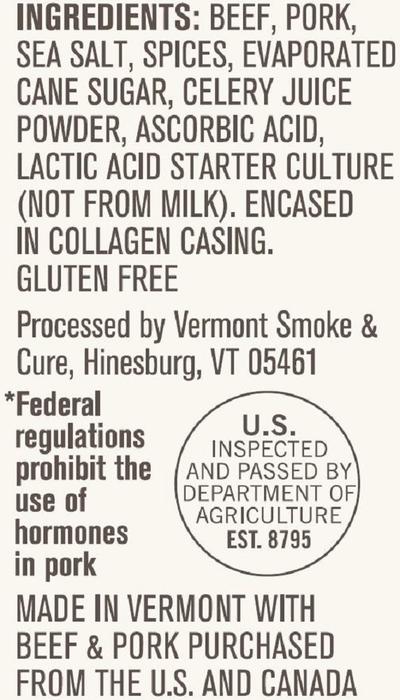 INGREDIENTS: BEEF, PORK,
SEA SALT, SPICES, EVAPORATED
CANE SUGAR, CELERY JUICE
POWDER, ASCORBIC ACID,
LACTIC ACID STARTER CULTURE
(NOT FROM MILK). ENCASED
IN COLLAGEN CASING.
GLUTEN FREE
Processed by Vermont Smoke &
Cure, Hinesburg, VT 05461
*Federal
regulations
prohibit the
use of
hormones
in pork
U.S.
INSPECTED
AND PASSED BY
DEPARTMENT OF
AGRICULTURE
EST. 8795
MADE IN VERMONT WITH
BEEF & PORK PURCHASED
FROM THE U.S. AND CANADA